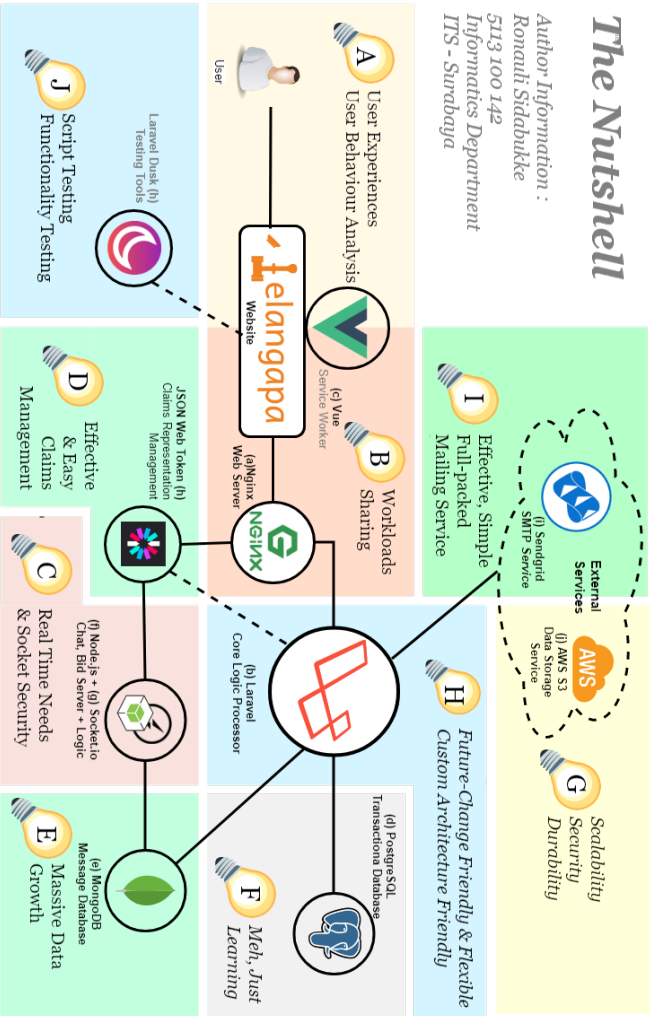 The Nutshell
Author Information :
Ronauli Sidabukke
5113 100 142
Informatics Department
ITS - Surabaya
A
User Experiences
User Behaviour Analysis
User
lelangapa
Website
(c) Vue
Service Worker
B
Workloads
Sharing
(a)Nginx
Web Server
NGINX
I
Effective, Simple
Full-packed
Mailing Service
External
Services
(i) Sendgrid
SMTP Service
AWS
(j) AWS S3
Data Storage
Service
G
Scalability
Security
Durability
H
Future-Change Friendly & Flexible
Custom Architecture Friendly
(b) Laravel
Core Logic Processor
(d) PostgreSQL
Transactiona Database
F
Meh, Just
Learning
J
Script Testing
Functionality Testing
Laravel Dusk (h)
Testing Tools
D
Effective
& Easy
Claims
Management
JSON Web Token (h)
Claims Representation
Management
C
Real Time Needs
& Socket Security
(f) Node.js + (g) Socket.io
Chat, Bid Server + Logic
E
Massive Data
Growth
(e) MongoDB
Message Database